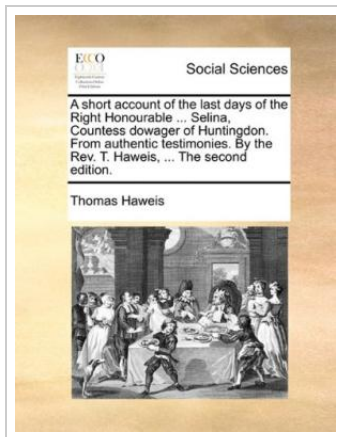 ECCO
Social Sciences
A short account of the last days of the
Right Honourable ... Selina,
Countess dowager of Huntingdon.
From authentic testimonies. By the
Rev. T. Haweis, ... The second
edition.
Thomas Haweis